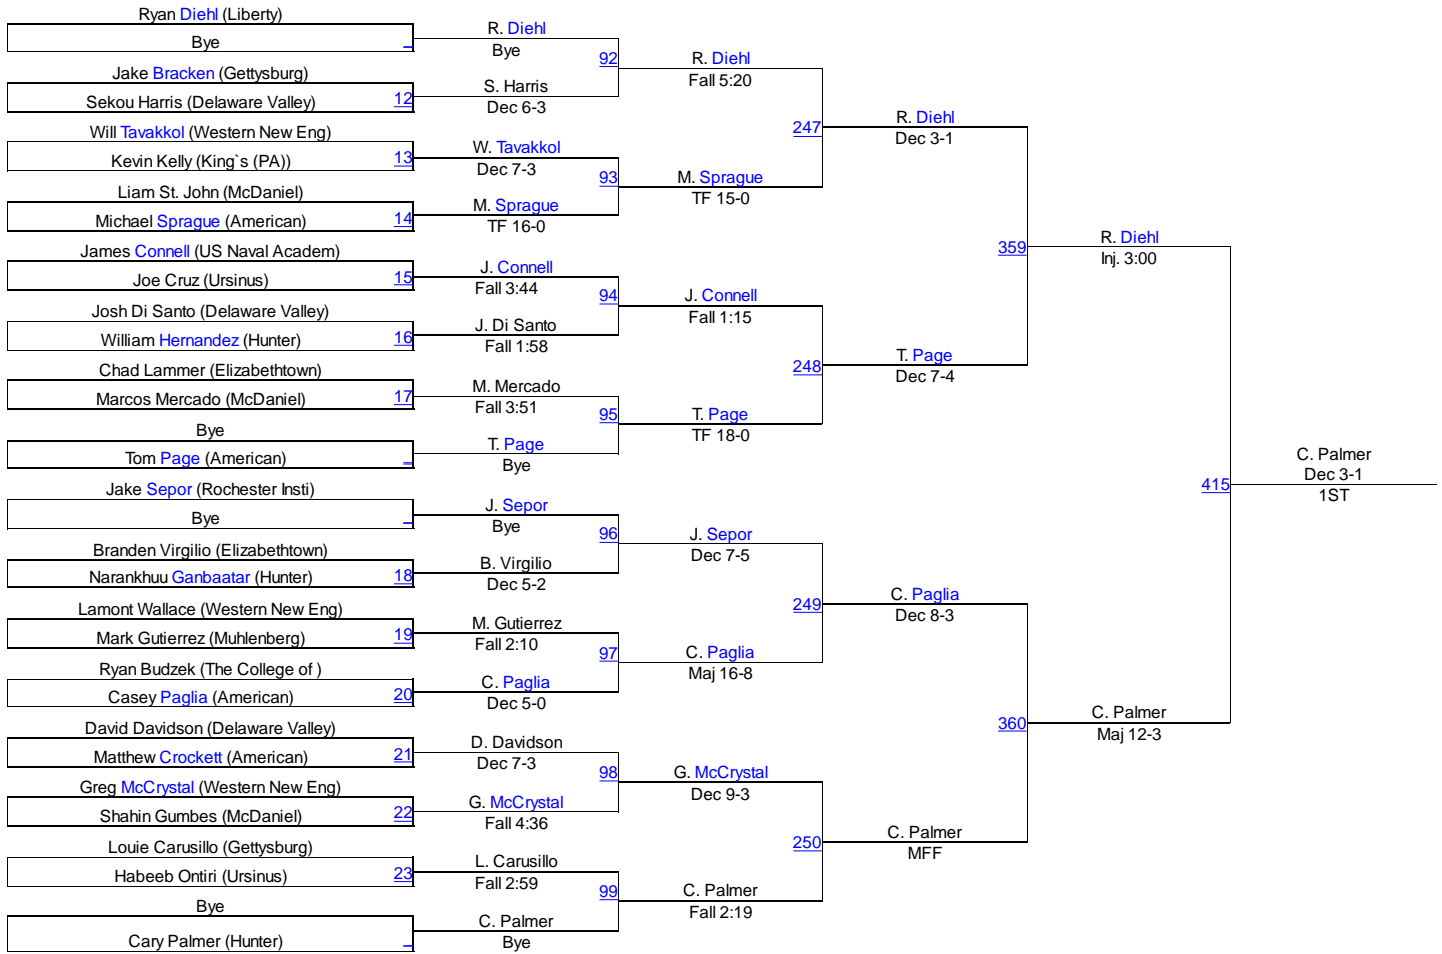 Ryan Diehl (Liberty)
Bye
Jake Bracken (Gettysburg)
Sekou Harris (Delaware Valley)
12
Will Tavakkol (Western New Eng)
Kevin Kelly (King`s (PA))
13
Liam St. John (McDaniel)
Michael Sprague (American)
14
James Connell (US Naval Academ)
Joe Cruz (Ursinus)
15
Josh Di Santo (Delaware Valley)
William Hernandez (Hunter)
16
Chad Lammer (Elizabethtown)
Marcos Mercado (McDaniel)
17
Bye
Tom Page (American)
Jake Sepor (Rochester Insti)
Bye
Branden Virgilio (Elizabethtown)
Narankhuu Ganbaatar (Hunter)
18
Lamont Wallace (Western New Eng)
Mark Gutierrez (Muhlenberg)
19
Ryan Budzek (The College of )
Casey Paglia (American)
20
David Davidson (Delaware Valley)
Matthew Crockett (American)
21
Greg McCrystal (Western New Eng)
Shahin Gumbes (McDaniel)
22
Louie Carusillo (Gettysburg)
Habeeb Ontiri (Ursinus)
23
Bye
Cary Palmer (Hunter)
R. Diehl
Bye
92
S. Harris
Dec 6-3
W. Tavakkol
Dec 7-3
93
M. Sprague
TF 16-0
J. Connell
Fall 3:44
94
J. Di Santo
Fall 1:58
M. Mercado
Fall 3:51
95
T. Page
Bye
J. Sepor
Bye
96
B. Virgilio
Dec 5-2
M. Gutierrez
Fall 2:10
97
C. Paglia
Dec 5-0
D. Davidson
Dec 7-3
98
G. McCrystal
Fall 4:36
L. Carusillo
Fall 2:59
99
C. Palmer
Bye
R. Diehl
Fall 5:20
247
M. Sprague
TF 15-0
J. Connell
Fall 1:15
248
T. Page
TF 18-0
J. Sepor
Dec 7-5
249
C. Paglia
Maj 16-8
G. McCrystal
Dec 9-3
250
C. Palmer
Fall 2:19
R. Diehl
Dec 3-1
359
T. Page
Dec 7-4
C. Paglia
Dec 8-3
360
C. Palmer
MFF
R. Diehl
Inj. 3:00
415
C. Palmer
Maj 12-3
C. Palmer
Dec 3-1
1ST